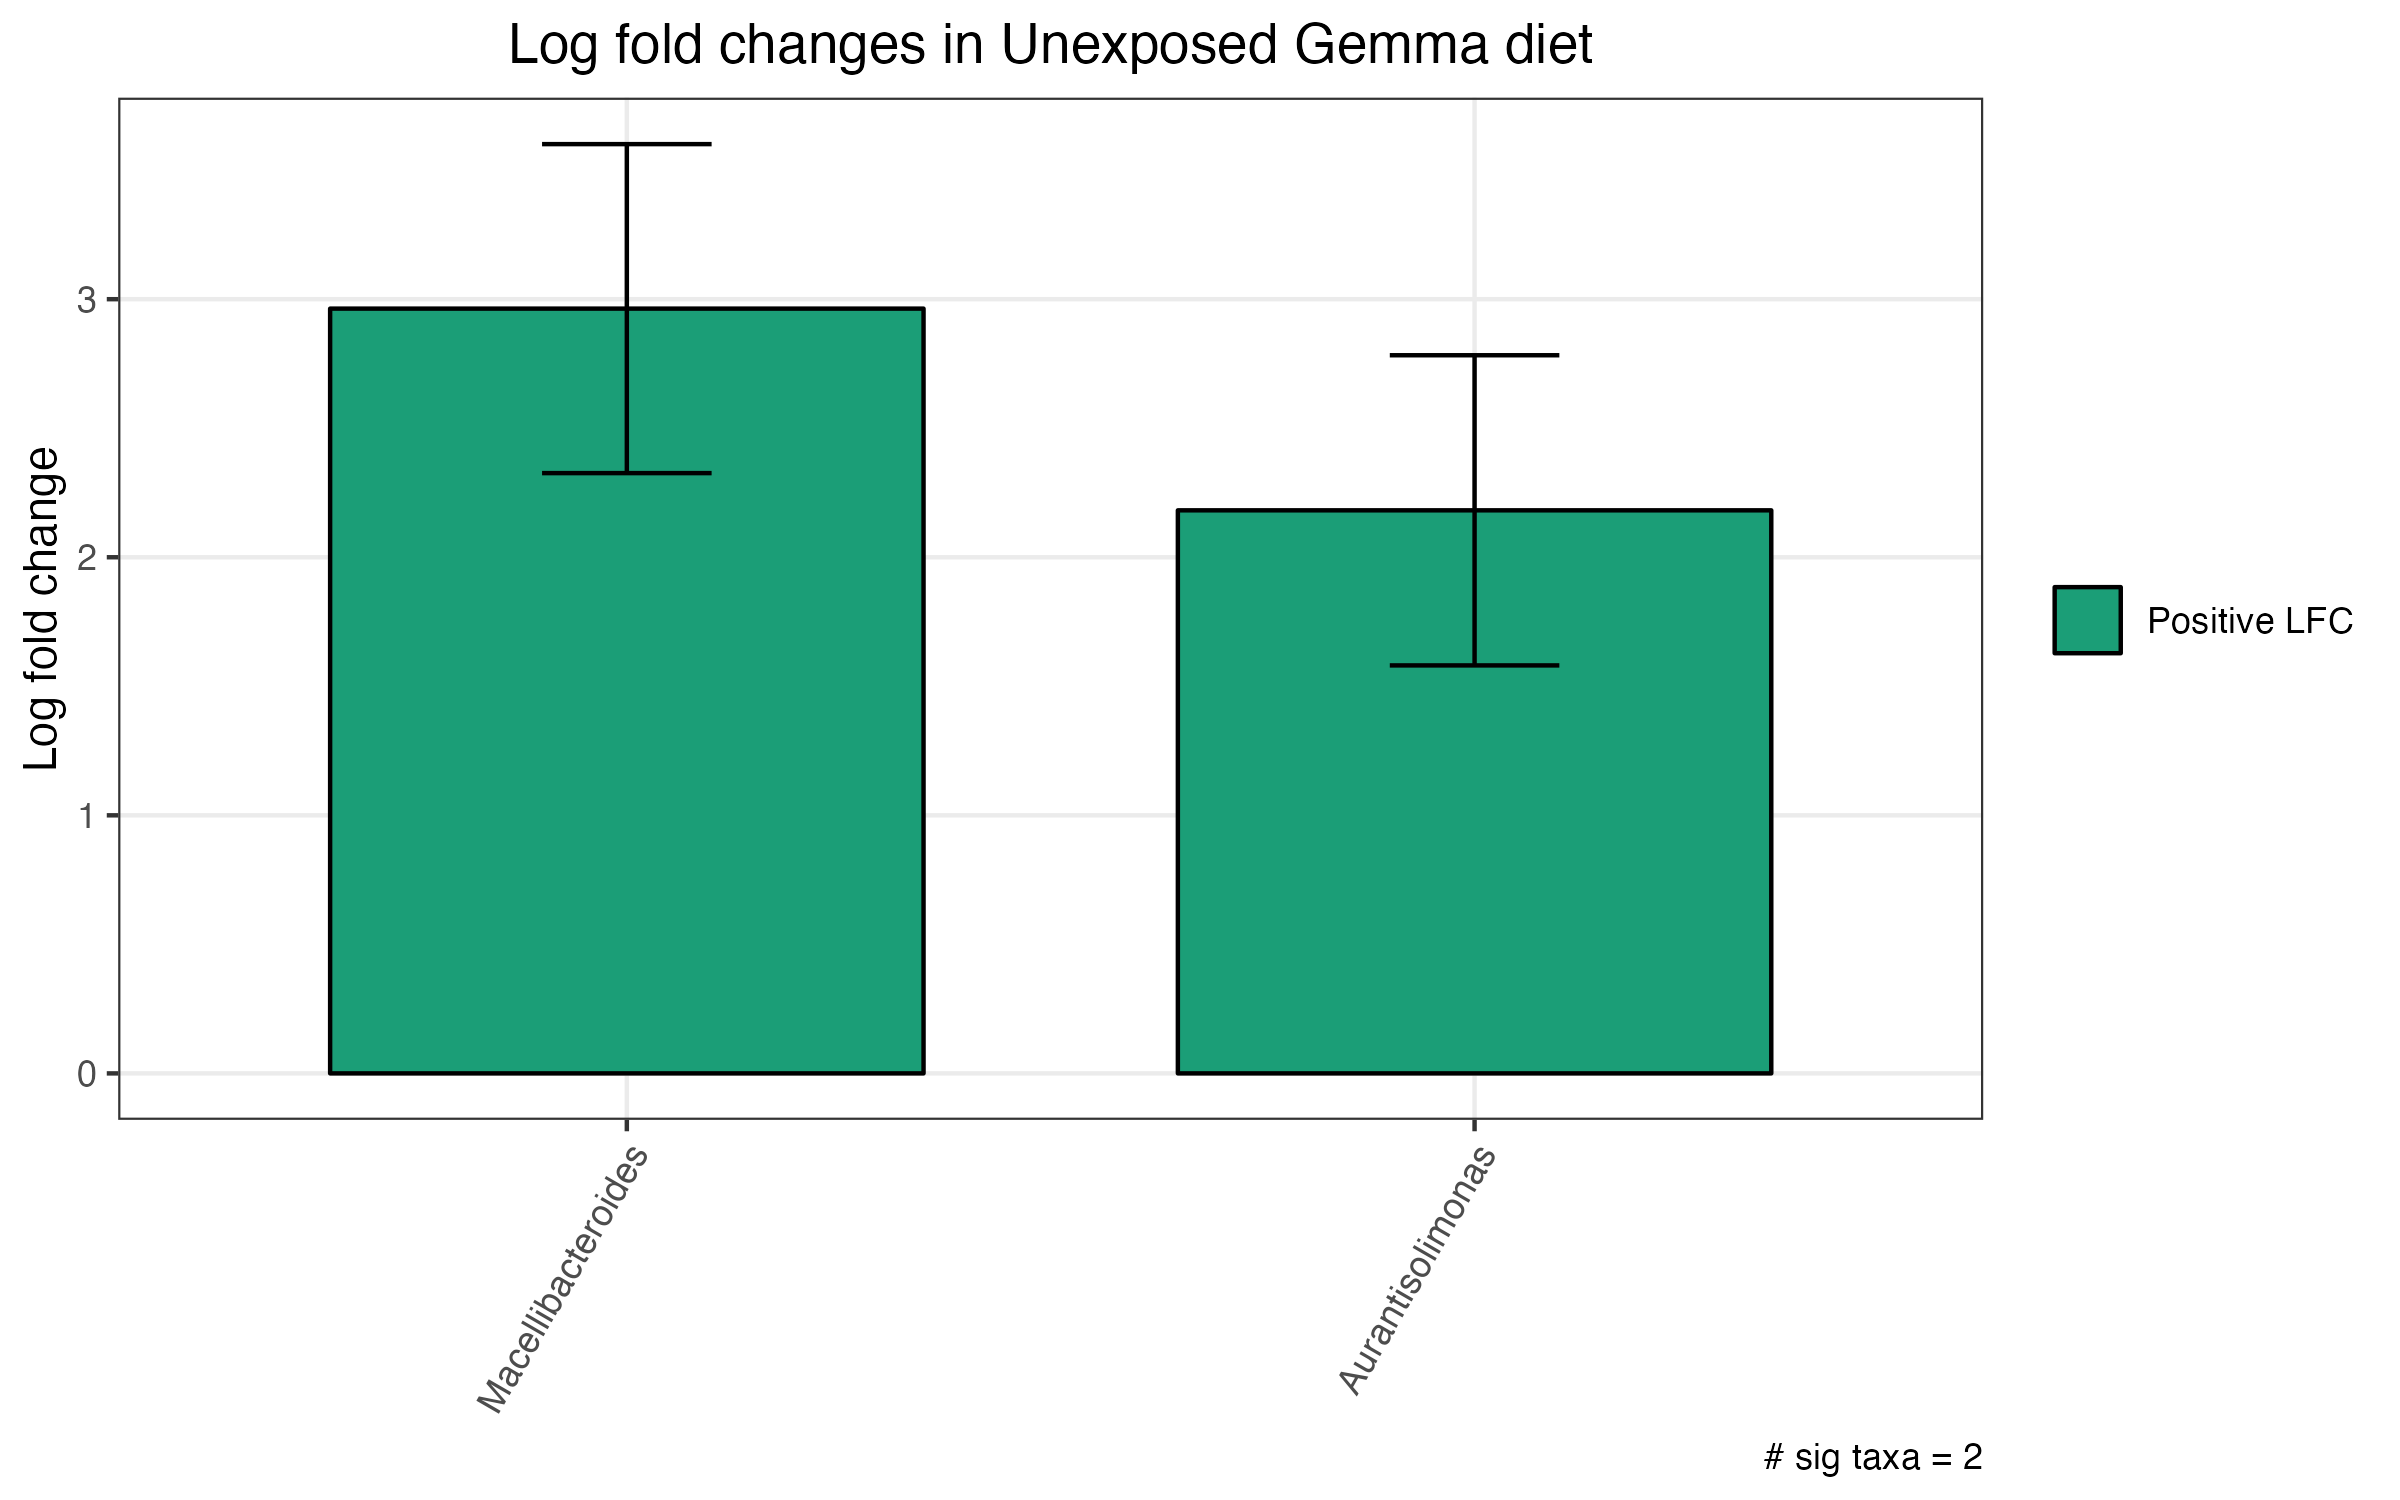 Log fold changes in Unexposed Gemma diet
Log fold change
3
2
1
0
Macellibacteroides
Aurantisolimonas
Positive LFC
# sig taxa = 2